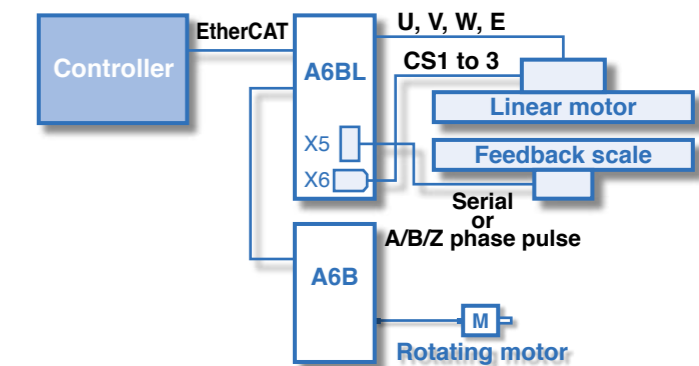 EtherCAT
U, V, W, E
Controller
A6BL
CS1 to 3
Linear motor
X5
Feedback scale
X6
Serial
or
A/B/Z phase pulse
A6B
M
Rotating motor